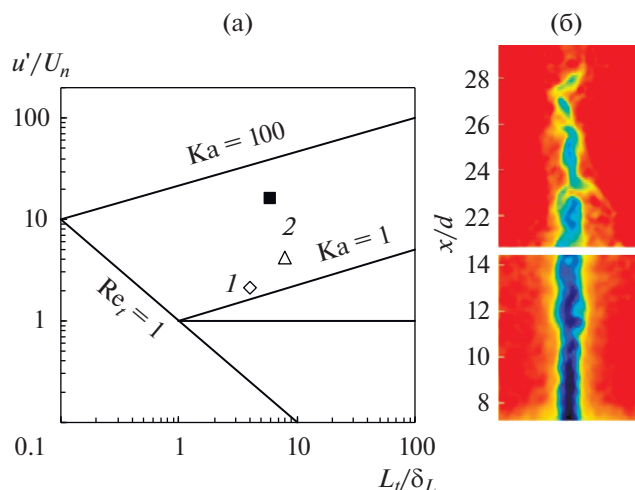 (а)
(б)
u'/U_n
100
10
1
0.1
1
10
100
L_t/δ_L
Ka = 100
Ka = 1
Re_t = 1
2
1
x/d
28
26
24
22
14
12
10
8